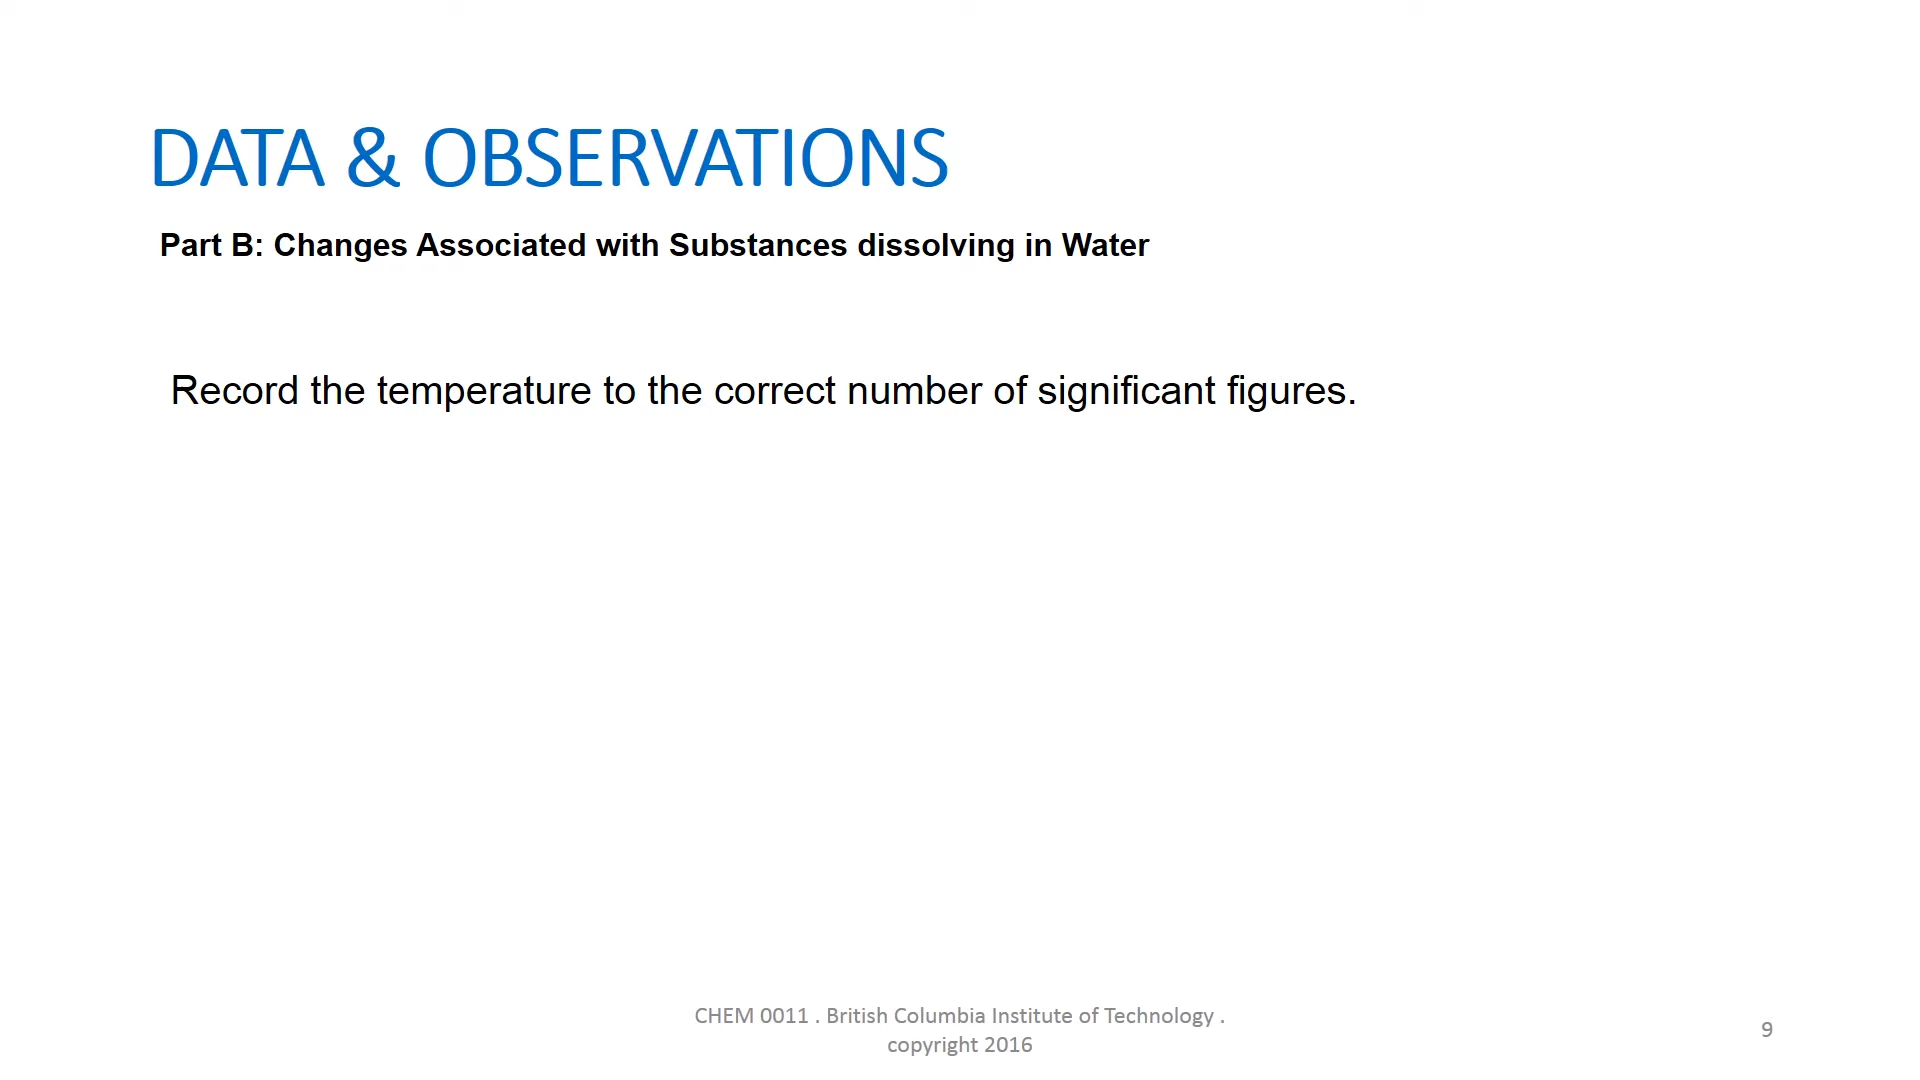 DATA & OBSERVATIONS
Part B: Changes Associated with Substances dissolving in Water
Record the temperature to the correct number of significant figures.
CHEM 0011 . British Columbia Institute of Technology .
copyright 2016
9